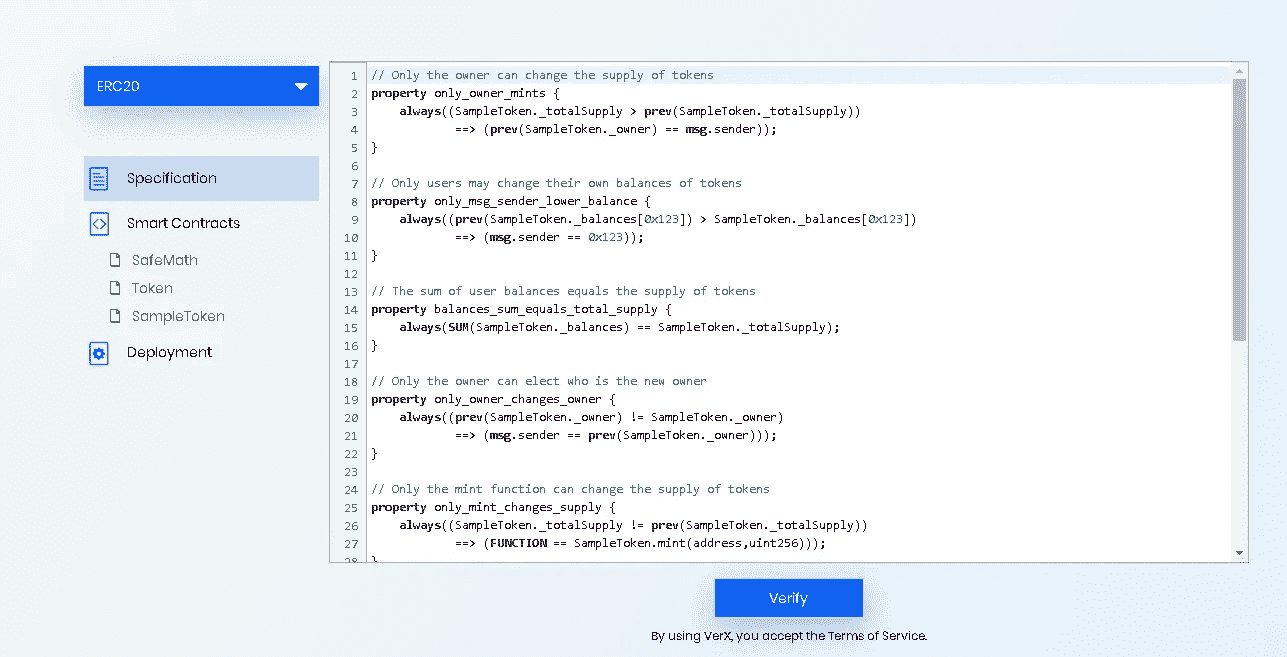 ERC20
Specification
Smart Contracts
SafeMath
Token
SampleToken
Deployment
1 // Only the owner can change the supply of tokens
2 property only_owner_mints {
3     always((SampleToken._totalSupply > prev(SampleToken._totalSupply))
4             ==> (prev(SampleToken._owner) == msg.sender));
5 }
6
7 // Only users may change their own balances of tokens
8 property only_msg_sender_lower_balance {
9     always((prev(SampleToken._balances[0x123]) > SampleToken._balances[0x123])
10             ==> (msg.sender == 0x123));
11 }
12
13 // The sum of user balances equals the supply of tokens
14 property balances_sum_equals_total_supply {
15     always(SUM(SampleToken._balances) == SampleToken._totalSupply);
16 }
17
18 // Only the owner can elect who is the new owner
19 property only_owner_changes_owner {
20     always((prev(SampleToken._owner) != SampleToken._owner)
21             ==> (msg.sender == prev(SampleToken._owner)));
22 }
23
24 // Only the mint function can change the supply of tokens
25 property only_mint_changes_supply {
26     always((SampleToken._totalSupply != prev(SampleToken._totalSupply))
27             ==> (FUNCTION == SampleToken.mint(address,uint256)));
28 }
Verify
By using VerX, you accept the Terms of Service.